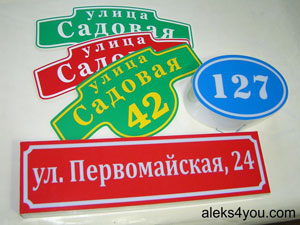 улица
Садовая
улица
Садовая
улица
Садовая
42
127
ул. Первомайская, 24
aleks4you.com